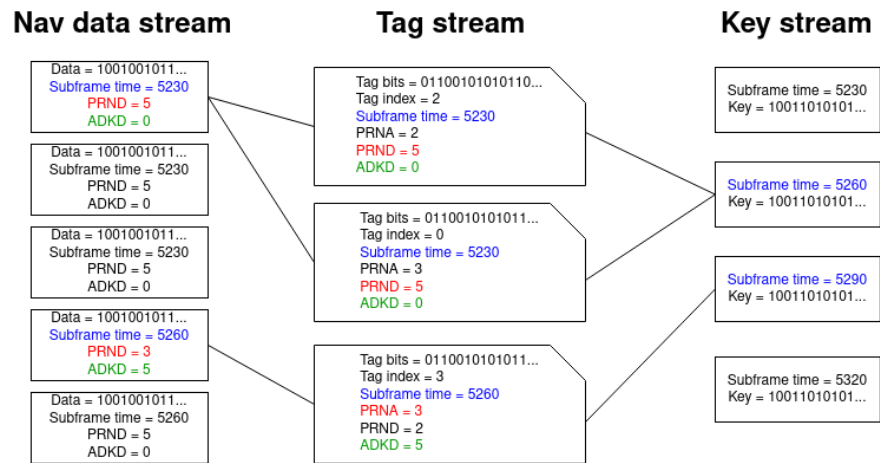 Nav data stream
Data = 1001001011...
Subframe time = 5230
PRND = 5
ADKD = 0
Data = 1001001011...
Subframe time = 5230
PRND = 5
ADKD = 0
Data = 1001001011...
Subframe time = 5230
PRND = 5
ADKD = 0
Data = 1001001011...
Subframe time = 5260
PRND = 3
ADKD = 5
Data = 1001001011...
Subframe time = 5260
PRND = 5
ADKD = 0
Tag stream
Tag bits = 01100101010110...
Tag index = 2
Subframe time = 5230
PRNA = 2
PRND = 5
ADKD = 0
Tag bits = 0110010101011...
Tag index = 0
Subframe time = 5230
PRNA = 3
PRND = 5
ADKD = 0
Tag bits = 0110010101011...
Tag index = 3
Subframe time = 5260
PRNA = 3
PRND = 2
ADKD = 5
Key stream
Subframe time = 5230
Key = 10011010101...
Subframe time = 5260
Key = 10011010101...
Subframe time = 5290
Key = 10011010101...
Subframe time = 5320
Key = 10011010101...